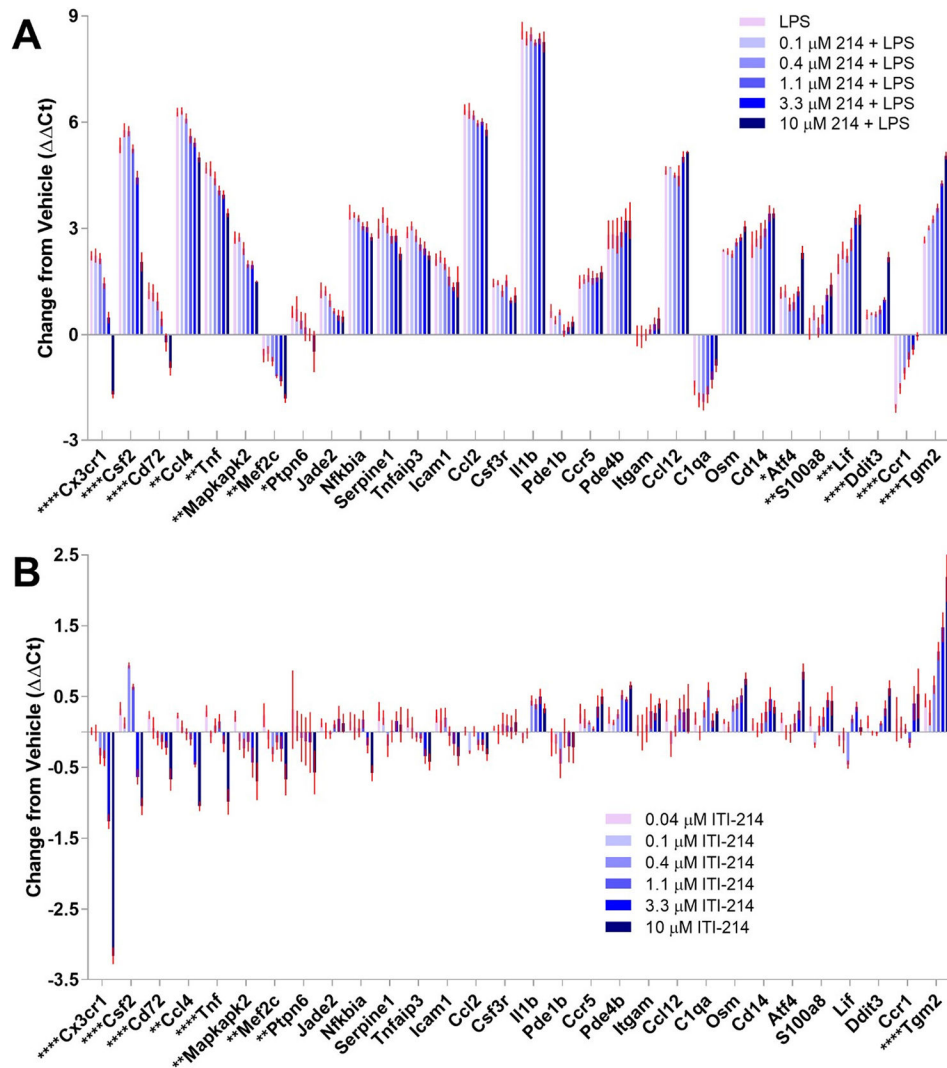 A
Change from Vehicle (ΔΔCt)
9
6
3
0
-3
LPS
0.1 μM 214 + LPS
0.4 μM 214 + LPS
1.1 μM 214 + LPS
3.3 μM 214 + LPS
10 μM 214 + LPS
****Cx3cr1
****Csf2
****Cd72
**Ccl4
**Tnf
**Mapkapk2
**Mef2c
*Ptpn6
Jade2
Nfkbia
Serpine1
Tnfaip3
Icam1
Ccl2
Csf3r
Il1b
Pde1b
Ccr5
Pde4b
Itgam
Ccl12
C1qa
Osm
Cd14
*Atf4
**S100a8
***Lif
****Ddit3
****Ccr1
****Tgm2
B
Change from Vehicle (ΔΔCt)
2.5
1.5
0.5
-0.5
-1.5
-2.5
-3.5
0.04 μM ITI-214
0.1 μM ITI-214
0.4 μM ITI-214
1.1 μM ITI-214
3.3 μM ITI-214
10 μM ITI-214
****Cx3cr1
****Csf2
****Cd72
**Ccl4
****Tnf
**Mapkapk2
**Mef2c
**Ptpn6
Jade2
Nfkbia
Serpine1
Tnfaip3
Icam1
Ccl2
Csf3r
Il1b
Pde1b
Ccr5
Pde4b
Itgam
Ccl12
C1qa
Osm
Cd14
Atf4
S100a8
Lif
Ddit3
Ccr1
****Tgm2